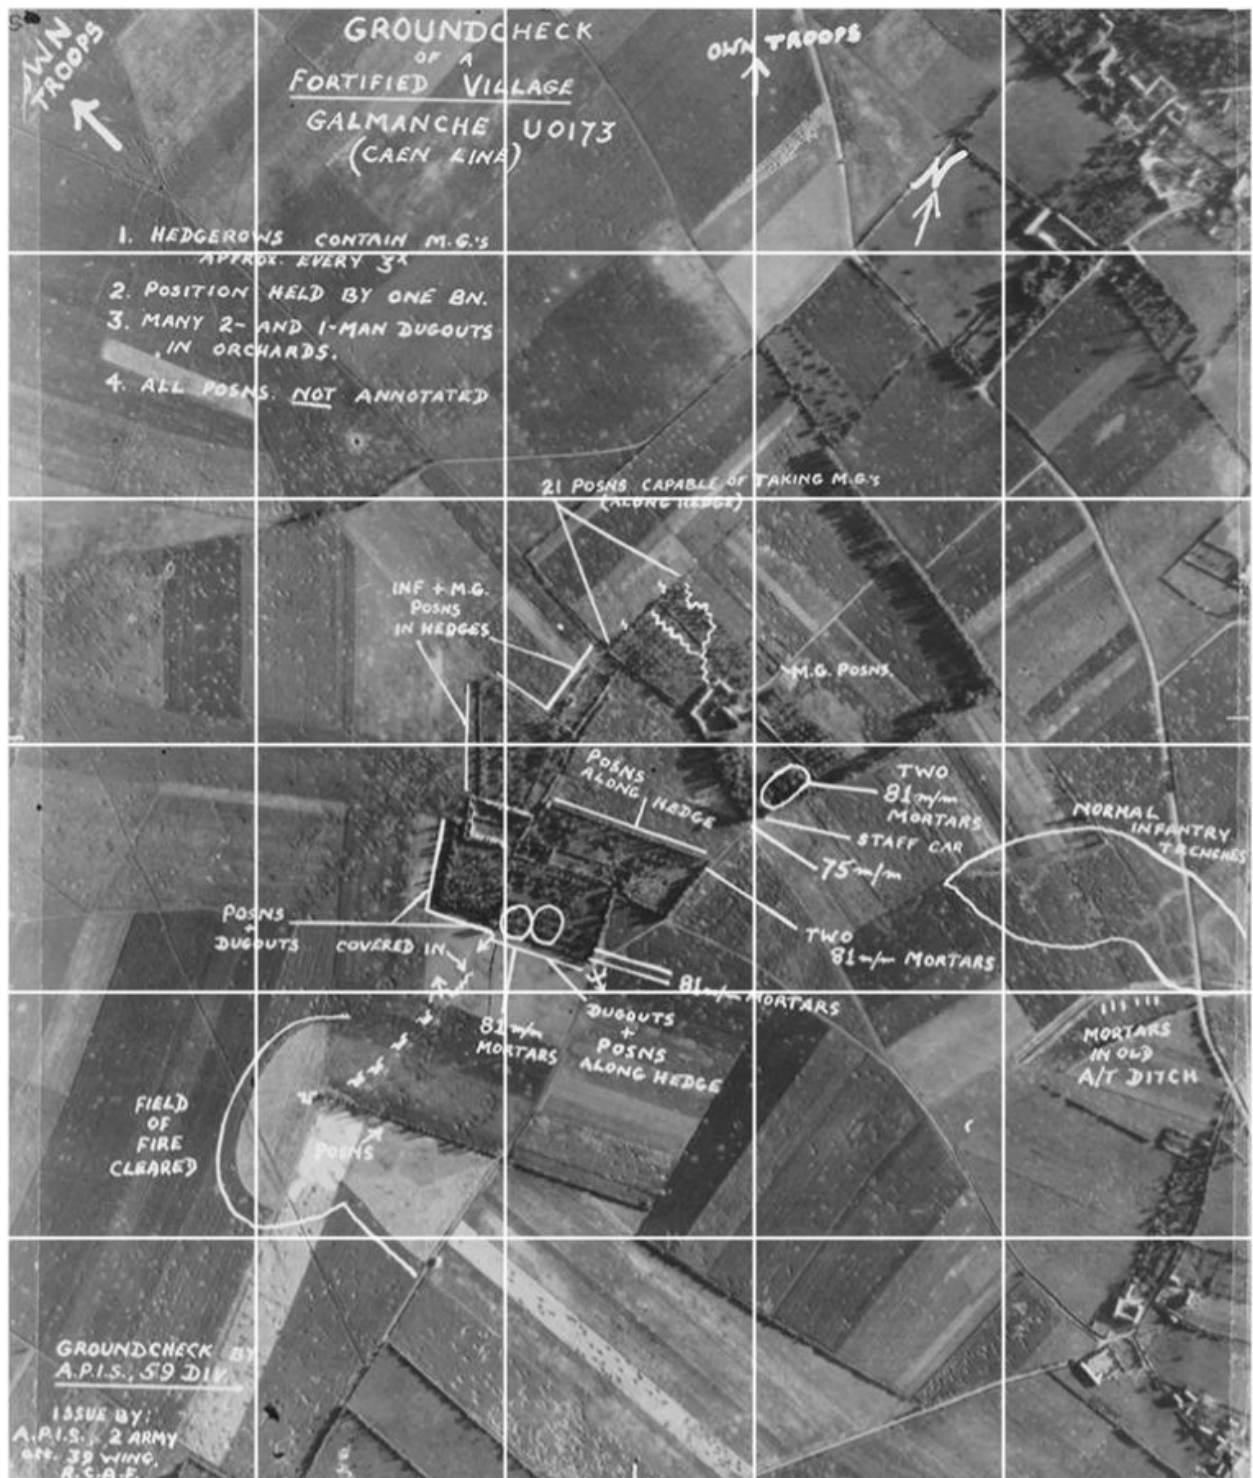 OWN
TROOPS
GROUNDCHECK
OF A
FORTIFIED VILLAGE
GALMANCHE U0173
(CAEN LINE)
OWN TROOPS
N
1. HEDGEROWS CONTAIN M.G.'s
APPROX. EVERY 3x
2. POSITION HELD BY ONE BN.
3. MANY 2- AND 1-MAN DUGOUTS
IN ORCHARDS.
4. ALL POSNS. NOT ANNOTATED
21 POSNS CAPABLE OF TAKING M.G.'s
(ALONG HEDGE)
INF + M.G.
POSNS
IN HEDGES
M.G. POSNS.
POSNS
ALONG HEDGE
TWO
81 m/m
MORTARS
STAFF CAR
75 m/m
NORMAL
INFANTRY
TRENCHES
POSNS
+
DUGOUTS
COVERED IN
TWO
81 m/m MORTARS
81 m/m MORTARS
81 m/m
MORTARS
DUGOUTS
+
POSNS
ALONG HEDGE
MORTARS
IN OLD
A/T DITCH
FIELD
OF
FIRE
CLEARED
POSNS
GROUNDCHECK BY
A.P.I.S., 59 DIV.
ISSUE BY:
A.P.I.S., 2 ARMY
att. 39 WING,
R.C.A.F.